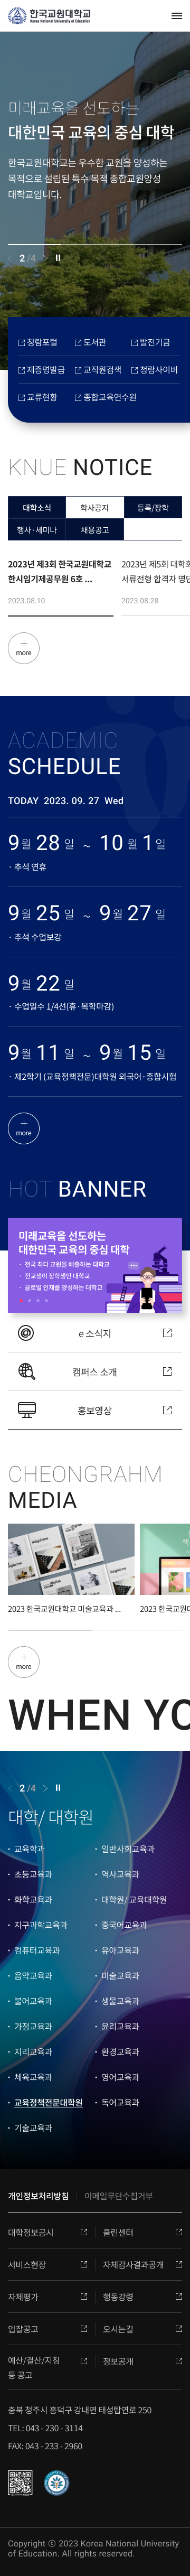 한국교원대학교
Korea National University of Education
미래교육을 선도하는
대한민국 교육의 중심 대학
한국교원대학교는 우수한 교원을 양성하는
목적으로 설립된 특수 목적 종합교원양성
대학교입니다.
2 /4
청람포털 도서관 발전기금
제증명발급 교직원검색 청람사이버
교류현황 종합교육연수원
KNUE NOTICE
대학소식 학사공지 등록/장학
행사·세미나 채용공고
2023년 제3회 한국교원대학교 2023년 제5회 대학회
한시임기제공무원 6호 ... 서류전형 합격자 명단
2023.08.10 2023.08.28
more
ACADEMIC
SCHEDULE
TODAY 2023. 09. 27 Wed
9월 28 일 ~ 10 월 1 일
· 추석 연휴
9월 25 일 ~ 9월 27 일
· 추석 수업보강
9월 22 일
· 수업일수 1/4선(휴·복학마감)
9월 11 일 ~ 9월 15 일
· 제2학기 (교육정책전문)대학원 외국어·종합시험
more
HOT BANNER
미래교육을 선도하는
대한민국 교육의 중심 대학
· 전국 최다 교원을 배출하는 대학교
· 전교생이 장학생인 대학교
· 글로벌 인재를 양성하는 대학교
e 소식지
캠퍼스 소개
홍보영상
CHEONGRAHM
MEDIA
2023 한국교원대학교 미술교육과 ... 2023 한국교원대
more
WHEN YO
2 /4
대학/ 대학원
· 교육학과 · 일반사회교육과
· 초등교육과 · 역사교육과
· 화학교육과 · 대학원/ 교육대학원
· 지구과학교육과 · 중국어교육과
· 컴퓨터교육과 · 유아교육과
· 음악교육과 · 미술교육과
· 불어교육과 · 생물교육과
· 가정교육과 · 윤리교육과
· 지리교육과 · 환경교육과
· 체육교육과 · 영어교육과
· 교육정책전문대학원 · 독어교육과
· 기술교육과
개인정보처리방침 이메일무단수집거부
대학정보공시 클린센터
서비스현장 자체감사결과공개
자체평가 행동강령
입찰공고 오시는길
예산/결산/지침 정보공개
등 공고
충북 청주시 흥덕구 강내면 태성탑연로 250
TEL: 043 - 230 - 3114
FAX: 043 - 233 - 2960
Copyright ⓒ 2023 Korea National University
of Education. All rights reserved.